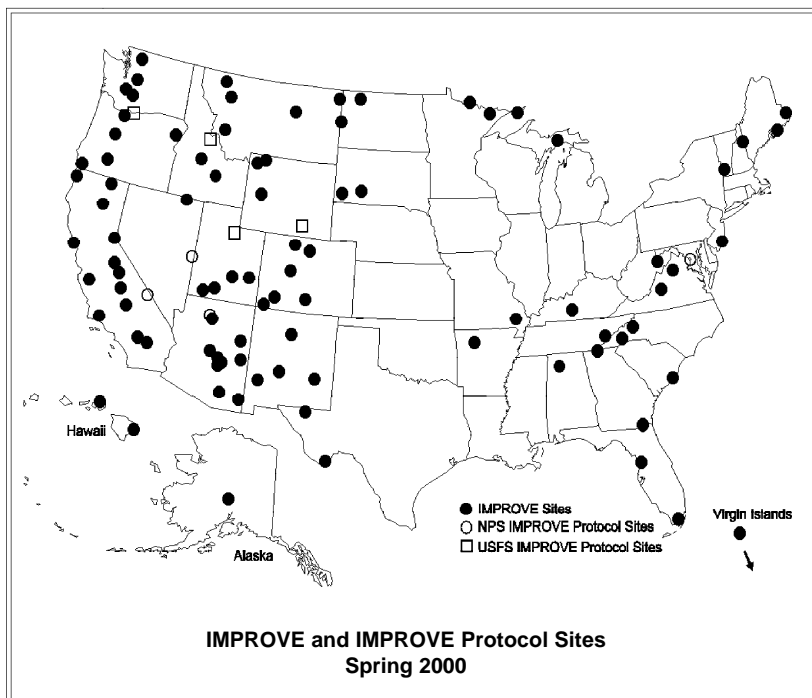 Hawaii
Alaska
IMPROVE Sites
NPS IMPROVE Protocol Sites
USFS IMPROVE Protocol Sites
Virgin Islands
IMPROVE and IMPROVE Protocol Sites
Spring 2000